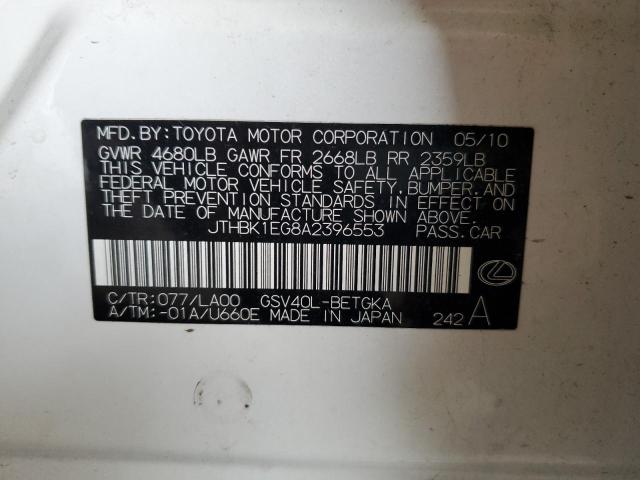 MFD. BY: TOYOTA MOTOR CORPORATION 05/10
GVWR 4680LB GAWR FR 2668LB RR 2359LB
THIS VEHICLE CONFORMS TO ALL APPLICABLE
FEDERAL MOTOR VEHICLE SAFETY, BUMPER, AND
THEFT PREVENTION STANDARDS IN EFFECT ON
THE DATE OF MANUFACTURE SHOWN ABOVE.
JTHBK1EG8A2396553 PASS. CAR
C/TR: 077/LA00 GSV40L-BETGKA
A/TM: -01A/U660E MADE IN JAPAN 242 A